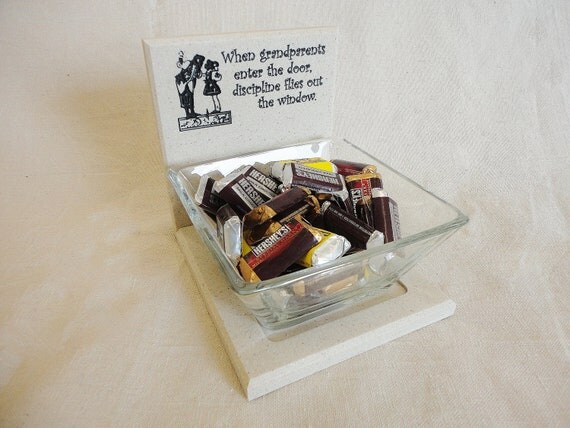 When grandparents
enter the door,
discipline flies out
the window.
HERSHEY'S
HERSHEY'S
HERSHEY'S